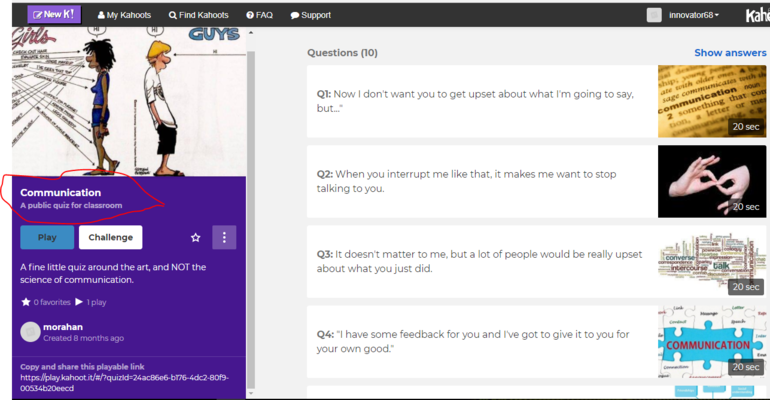 New K!
My Kahoots
Find Kahoots
FAQ
Support
innovator68
Girls
HI
HI
GUYS
HI
Communication
A public quiz for classroom
Play
Challenge
A fine little quiz around the art, and NOT the
science of communication.
0 favorites
1 play
morahan
Created 8 months ago
Copy and share this playable link
https://play.kahoot.it/#/?quizId=24ac86e6-b176-4dc2-80f9-
00534b20eecd
Questions (10)
Show answers
Q1: Now I don't want you to get upset about what I'm going to say,
but..."
communication
20 sec
Q2: When you interrupt me like that, it makes me want to stop
talking to you.
20 sec
Q3: It doesn't matter to me, but a lot of people would be really upset
about what you just did.
converse
intercourse
talk
20 sec
Q4: "I have some feedback for you and I've got to give it to you for
your own good."
COMMUNICATION
20 sec